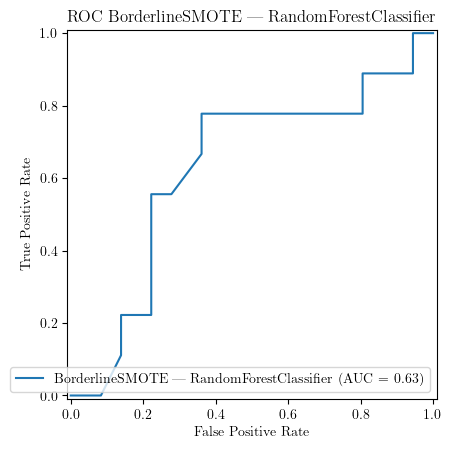 ROC BorderlineSMOTE — RandomForestClassifier
1.0
0.8
0.6
0.4
0.2
0.0
True Positive Rate
BorderlineSMOTE — RandomForestClassifier (AUC = 0.63)
0.0 0.2 0.4 0.6 0.8 1.0
False Positive Rate